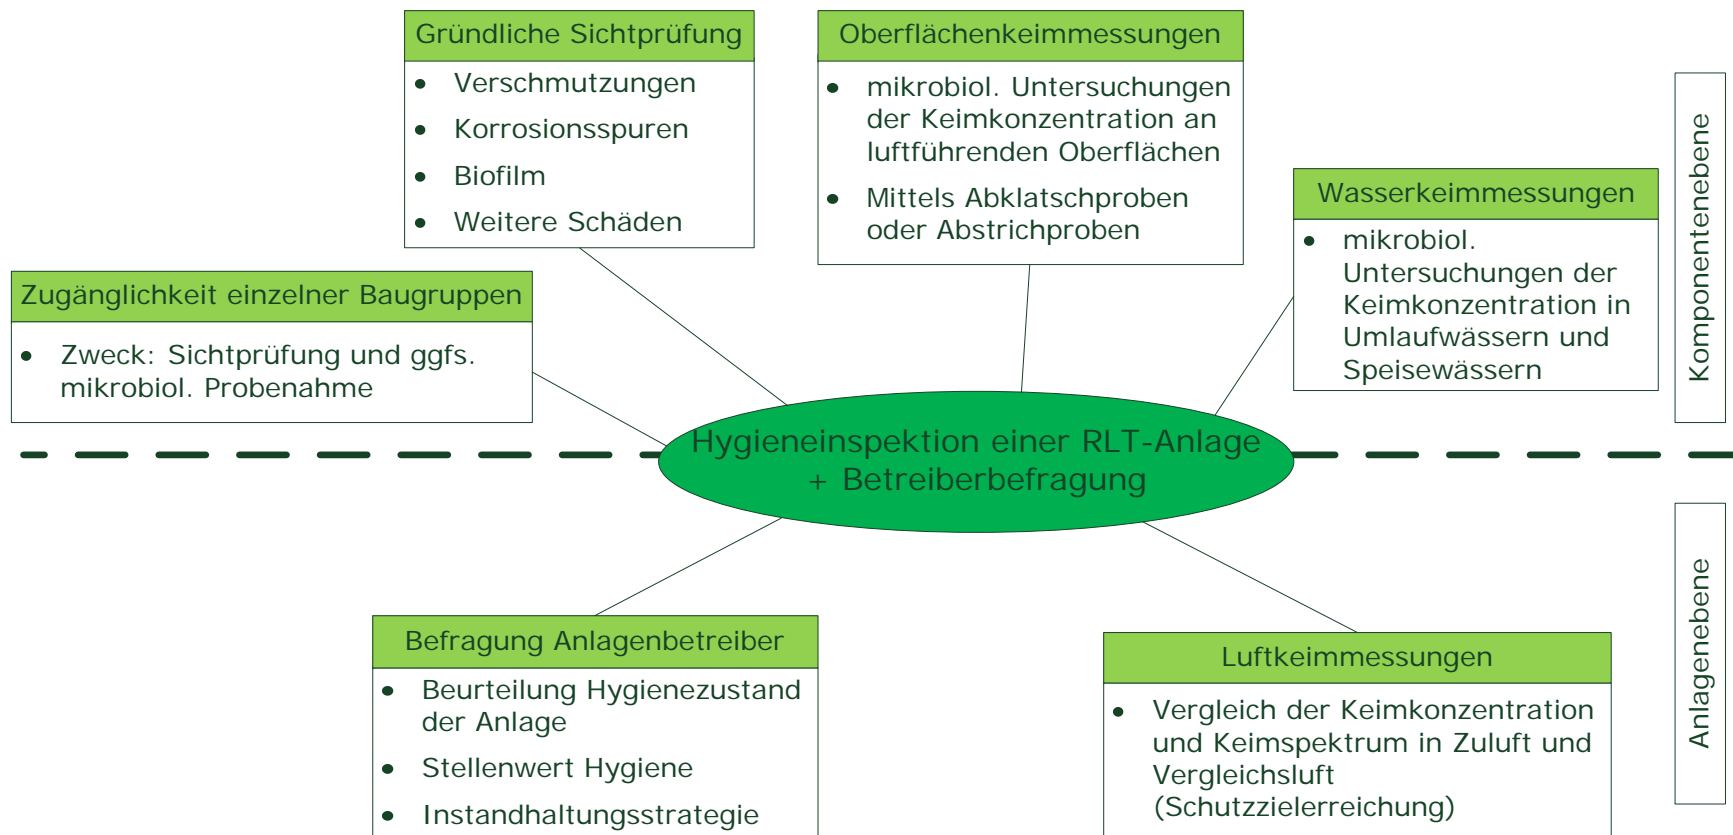 Gründliche Sichtprüfung
• Verschmutzungen
• Korrosionsspuren
• Biofilm
• Weitere Schäden
Oberflächenkeimmessungen
• mikrobiol. Untersuchungen
der Keimkonzentration an
luftführenden Oberflächen
• Mittels Abklatschproben
oder Abstrichproben
Wasserkeimmessungen
• mikrobiol.
Untersuchungen der
Keimkonzentration in
Umlaufwässern und
Speisewässern
Komponentenebene
Zugänglichkeit einzelner Baugruppen
• Zweck: Sichtprüfung und ggfs.
mikrobiol. Probenahme
Hygieneinspektion einer RLT-Anlage
+ Betreiberbefragung
Befragung Anlagenbetreiber
• Beurteilung Hygienezustand
der Anlage
• Stellenwert Hygiene
• Instandhaltungsstrategie
Luftkeimmessungen
• Vergleich der Keimkonzentration
und Keimspektrum in Zuluft und
Vergleichsluft
(Schutzzielerreichung)
Anlagenebene